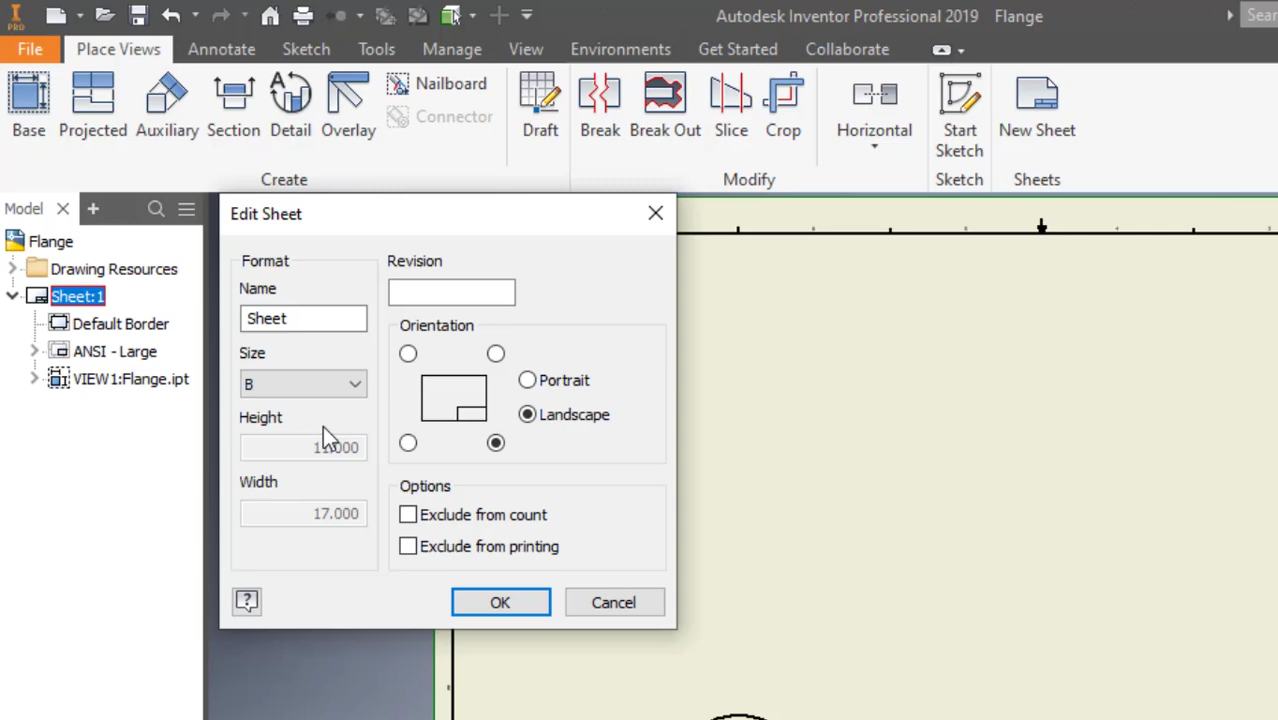 PRO
Autodesk Inventor Professional 2019 Flange
Sear
File Place Views Annotate Sketch Tools Manage View Environments Get Started Collaborate
Base Projected Auxiliary Section Detail Overlay
Nailboard
Connector
Draft
Break Break Out Slice Crop
Horizontal
Start
Sketch
New Sheet
Create Modify Sketch Sheets
Model
Flange
Drawing Resources
Sheet:1
Default Border
ANSI - Large
VIEW1:Flange.ipt
Edit Sheet
Format
Name
Sheet
Size
B
Height
11.000
Width
17.000
Revision
Orientation
Portrait
Landscape
Options
Exclude from count
Exclude from printing
?
OK Cancel